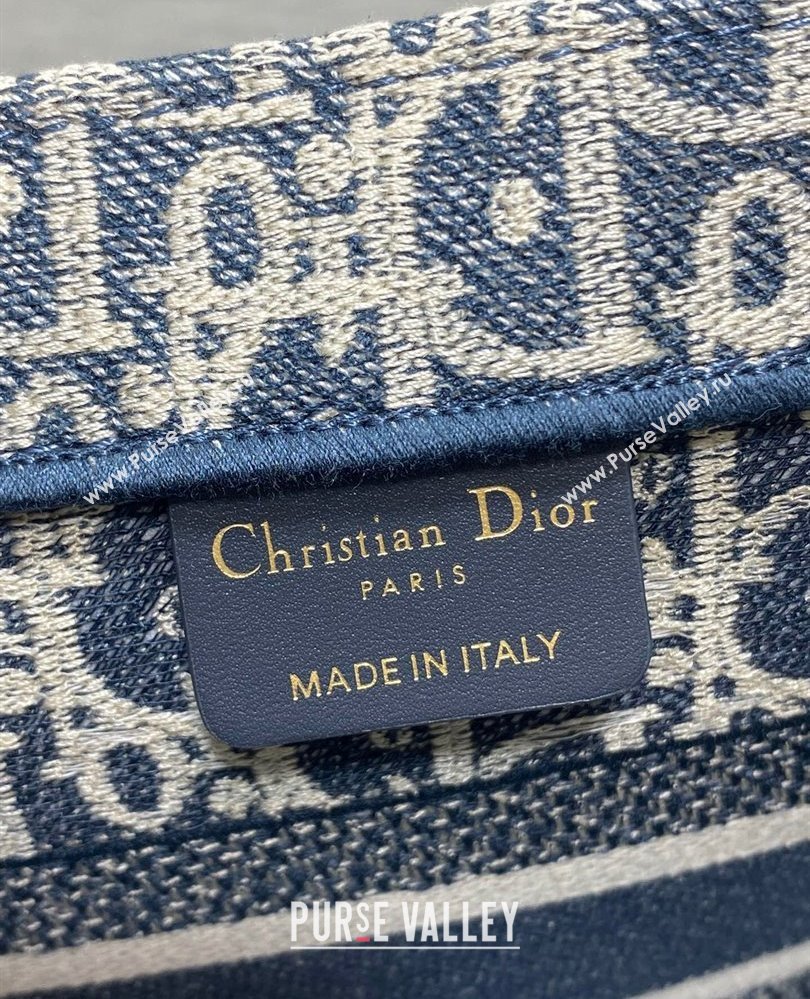 www.PurseValley.ru
www.PurseValley.ru
Christian Dior
PARIS
MADE IN ITALY
PURSE VALLEY